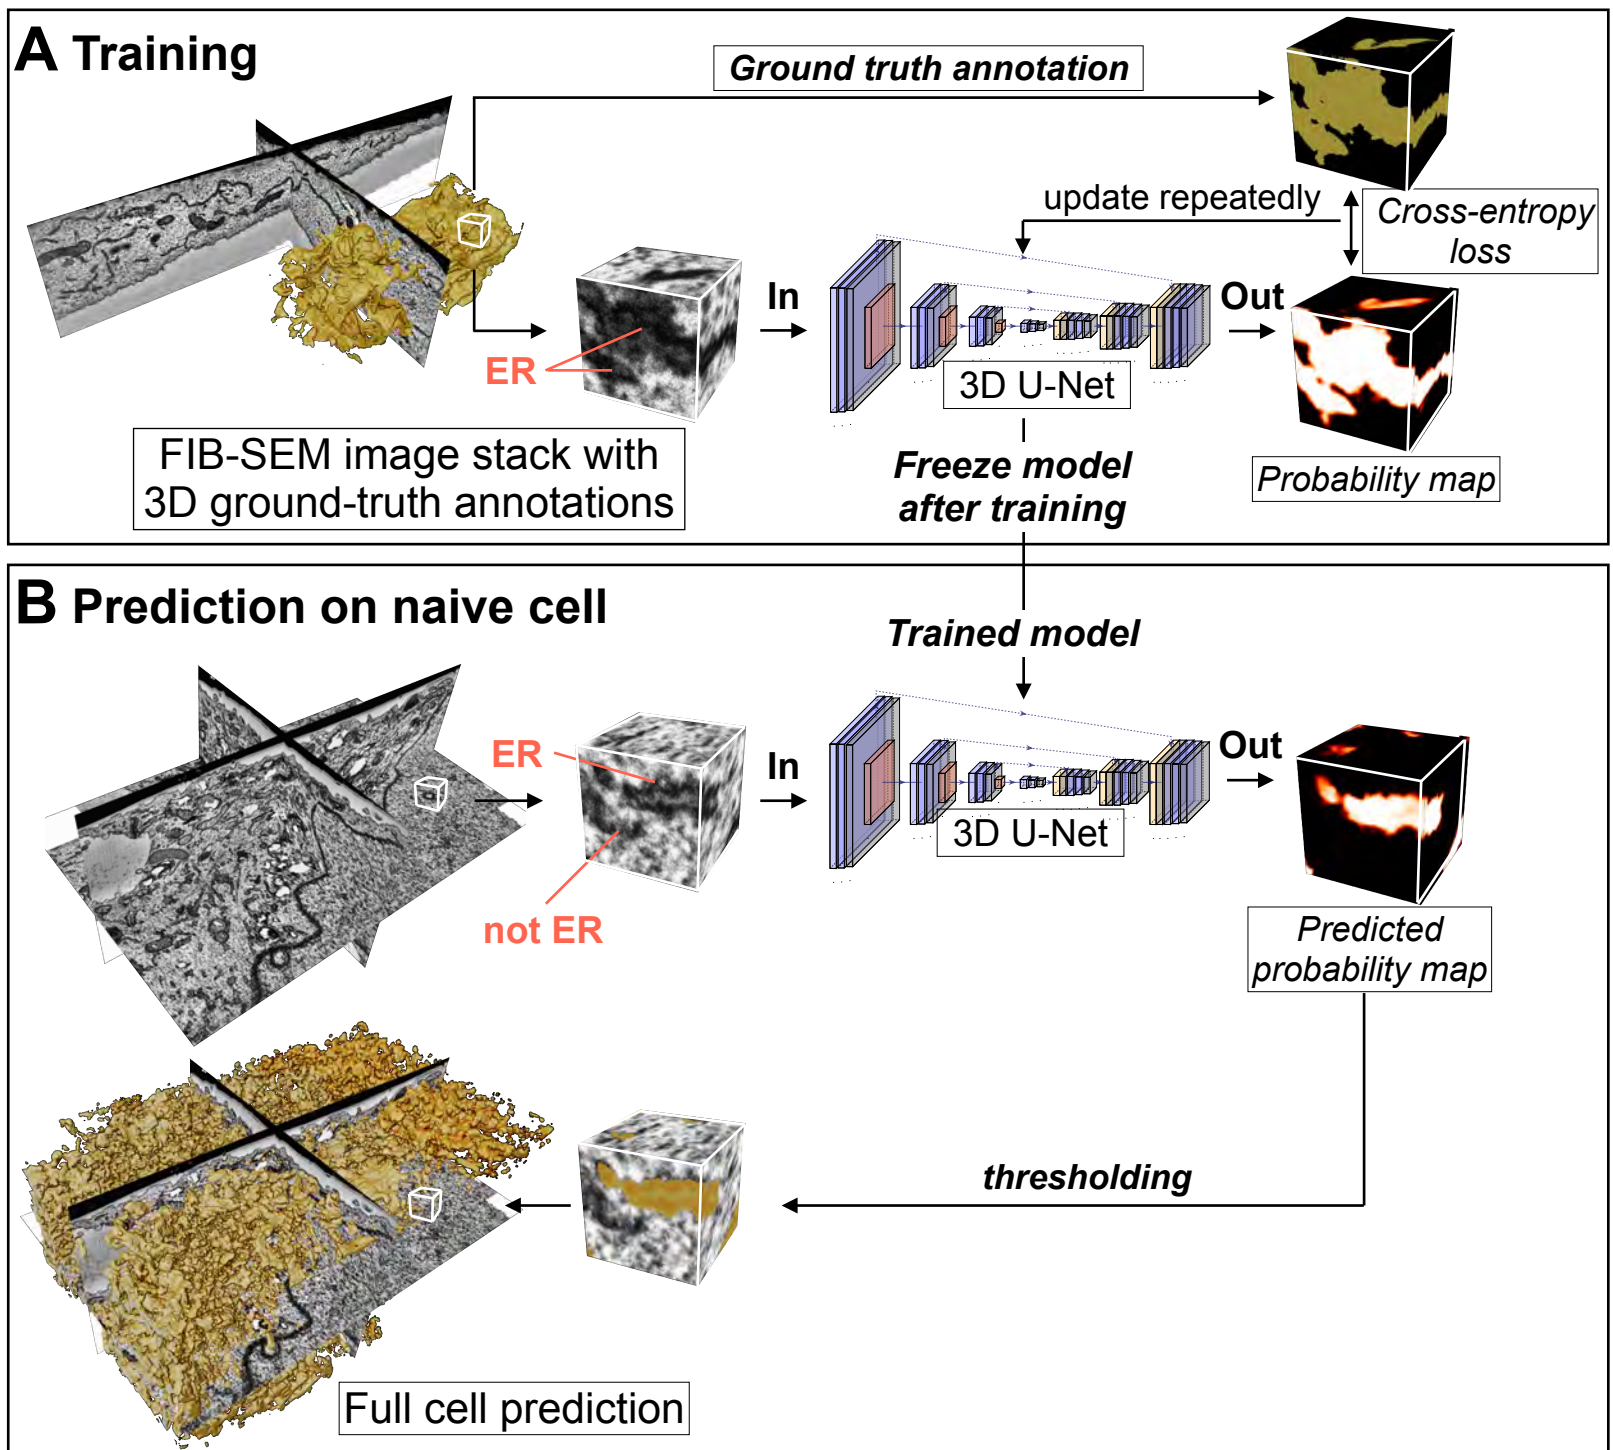 A Training
Ground truth annotation
update repeatedly
Cross-entropy
loss
In
Out
ER
3D U-Net
FIB-SEM image stack with
3D ground-truth annotations
Freeze model
after training
Probability map
B Prediction on naive cell
Trained model
ER
In
Out
3D U-Net
not ER
Predicted
probability map
thresholding
Full cell prediction